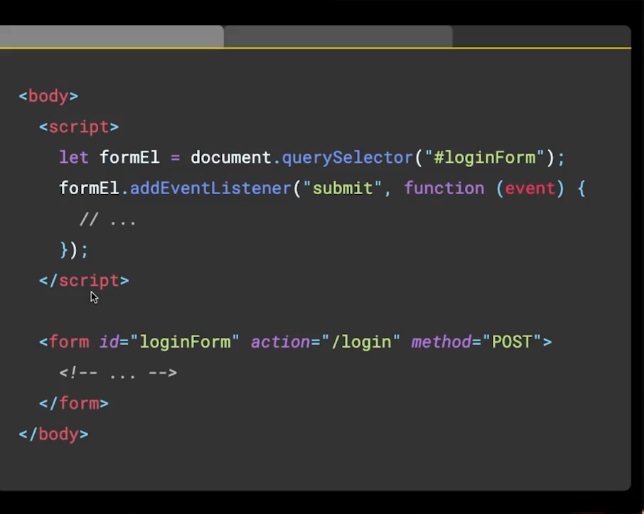 <body>
<script>
let formEl = document.querySelector("#loginForm");
formEl.addEventListener("submit", function (event) {
// ...
});
</script>
<form id="loginForm" action="/login" method="POST">
<!-- ... -->
</form>
</body>